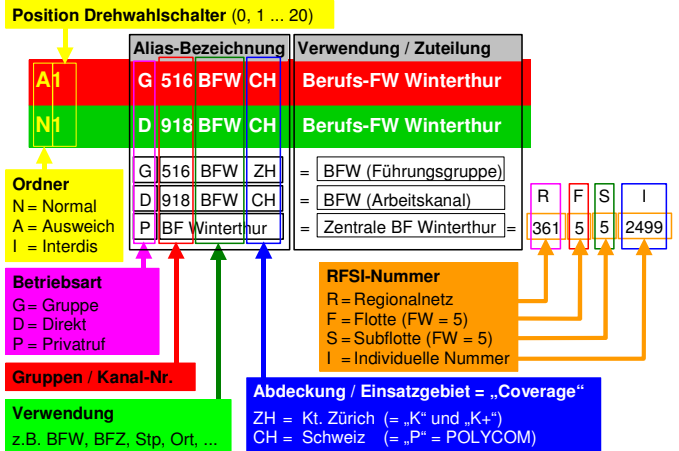 Position Drehwahlschalter (0, 1 ... 20)
Alias-Bezeichnung Verwendung / Zuteilung
A1 G 516 BFW CH Berufs-FW Winterthur
N1 D 918 BFW CH Berufs-FW Winterthur
G 516 BFW ZH = BFW (Führungsgruppe)
D 918 BFW CH = BFW (Arbeitskanal)
P BF Winterthur = Zentrale BF Winterthur = 361 5 5 2499
R F S I
Ordner
N = Normal
A = Ausweich
I = Interdis
Betriebsart
G = Gruppe
D = Direkt
P = Privatruf
RFSI-Nummer
R = Regionalnetz
F = Flotte (FW = 5)
S = Subflotte (FW = 5)
I = Individuelle Nummer
Gruppen / Kanal-Nr.
Verwendung
z.B. BFW, BFZ, Stp, Ort, ...
Abdeckung / Einsatzgebiet = „Coverage“
ZH = Kt. Zürich (= „K“ und „K+“)
CH = Schweiz (= „P“ = POLYCOM)